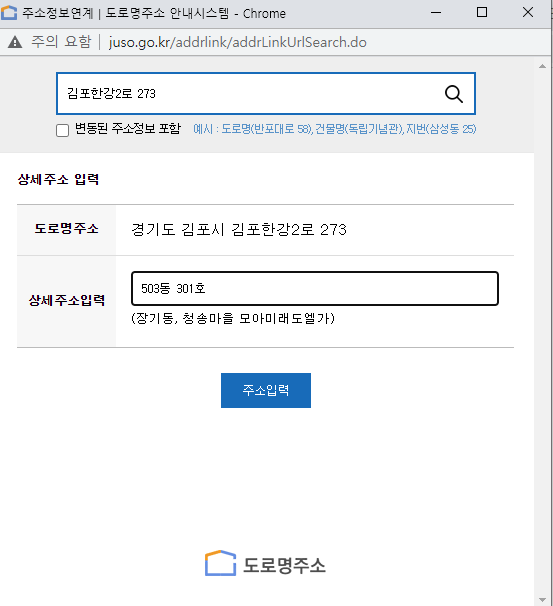 주소정보연계 | 도로명주소 안내시스템 - Chrome
주의 요함 | juso.go.kr/addrlink/addrLinkUrlSearch.do
김포한강2로 273
변동된 주소정보 포함 예시 : 도로명(반포대로 58), 건물명(독립기념관), 지번(삼성동 25)
상세주소 입력
도로명주소 경기도 김포시 김포한강2로 273
상세주소입력 503동 301호
(장기동, 청송마을 모아미래도엘가)
주소입력
도로명주소